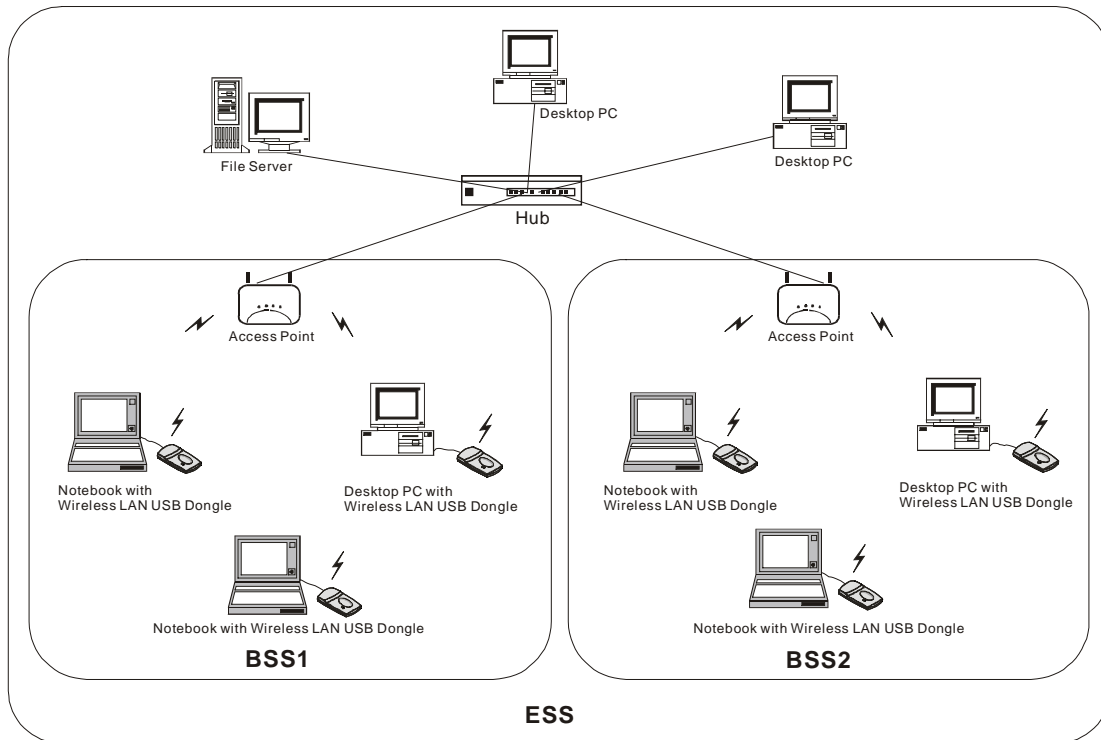 Desktop PC
File Server
Desktop PC
Hub
Access Point
Access Point
Notebook with
Wireless LAN USB Dongle
Desktop PC with
Wireless LAN USB Dongle
Notebook with Wireless LAN USB Dongle
BSS1
Notebook with
Wireless LAN USB Dongle
Desktop PC with
Wireless LAN USB Dongle
Notebook with Wireless LAN USB Dongle
BSS2
ESS